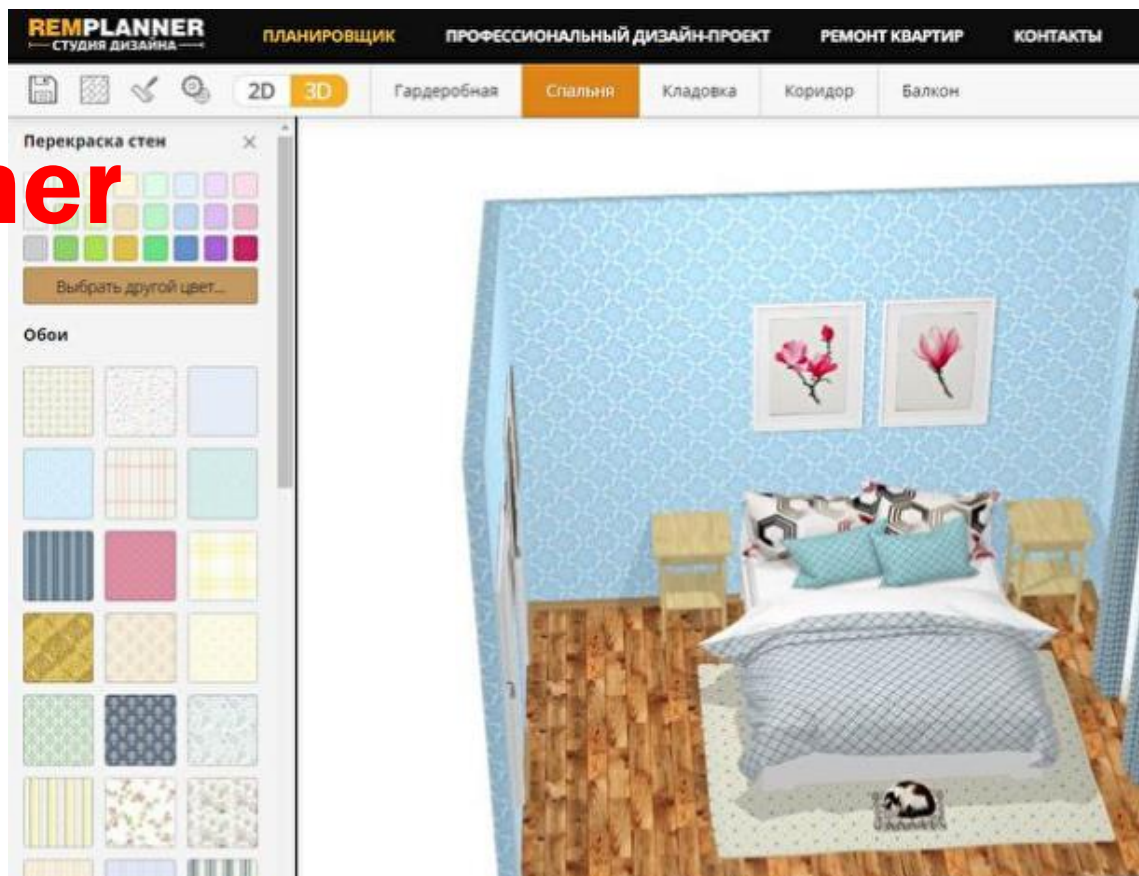 REMPLANNER
СТУДИЯ ДИЗАЙНА
ПЛАНИРОВЩИК
ПРОФЕССИОНАЛЬНЫЙ ДИЗАЙН-ПРОЕКТ
РЕМОНТ КВАРТИР
КОНТАКТЫ
2D
3D
Гардеробная
Спальня
Кладовка
Коридор
Балкон
Перекраска стен
ner
Выбрать другой цвет...
Обои